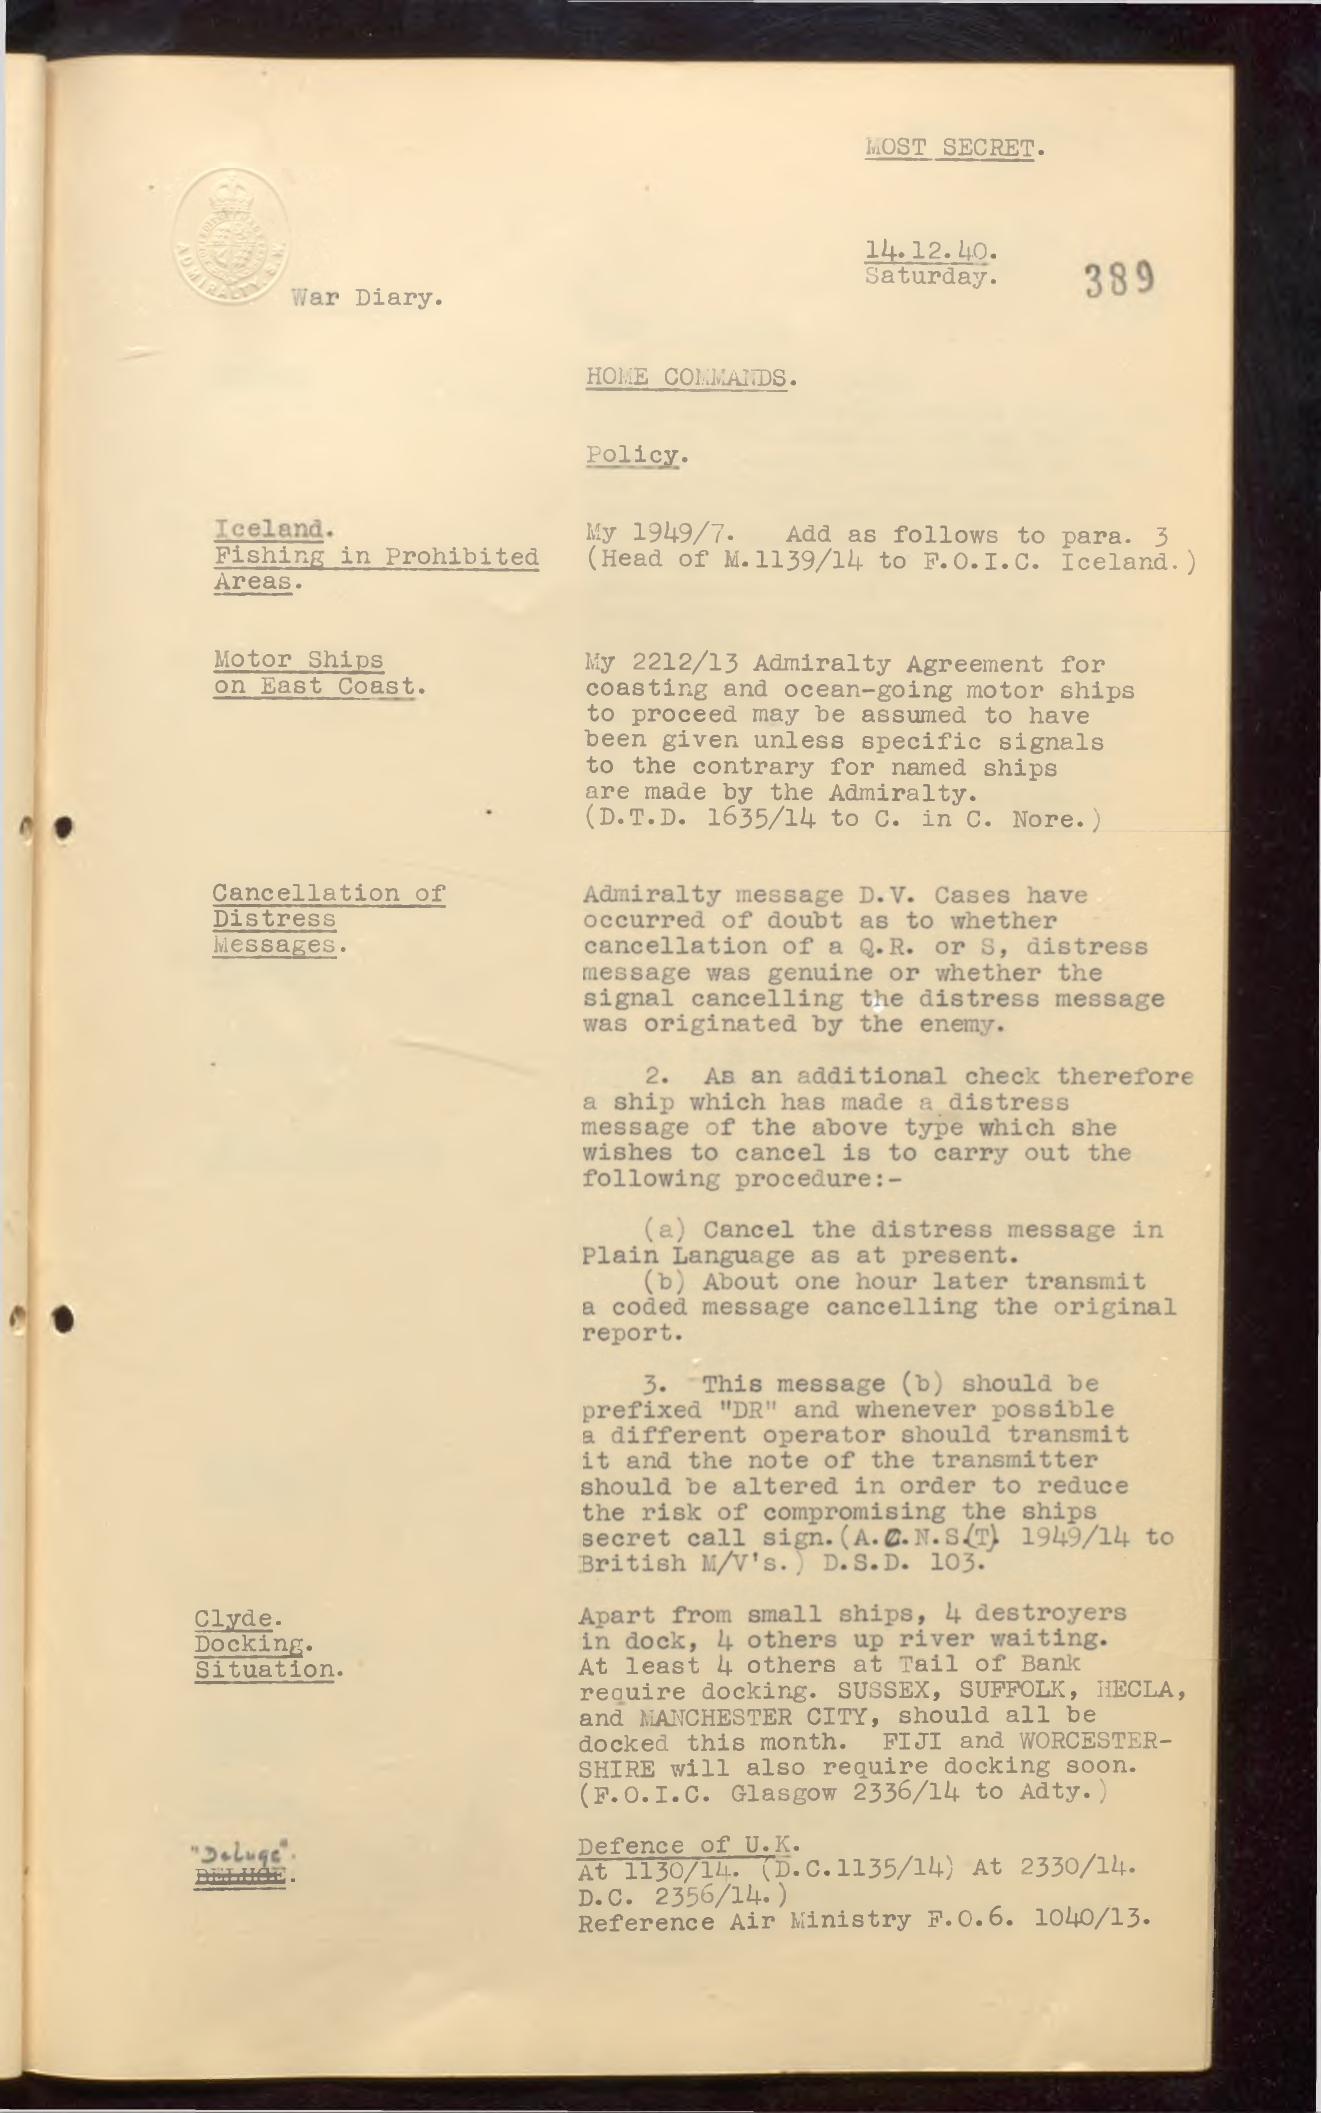 MOST SECRET.
14.12.40.
Saturday.
389
ADMIRALTY. S.W.
War Diary.
HOME COMMANDS.
Policy.
Iceland.
Fishing in Prohibited
Areas.
My 1949/7. Add as follows to para. 3
(Head of M.1139/14 to F.O.I.C. Iceland.)
Motor Ships
on East Coast.
My 2212/13 Admiralty Agreement for
coasting and ocean-going motor ships
to proceed may be assumed to have
been given unless specific signals
to the contrary for named ships
are made by the Admiralty.
(D.T.D. 1635/14 to C. in C. Nore.)
Cancellation of
Distress
Messages.
Admiralty message D.V. Cases have
occurred of doubt as to whether
cancellation of a Q.R. or S, distress
message was genuine or whether the
signal cancelling the distress message
was originated by the enemy.
2. As an additional check therefore
a ship which has made a distress
message of the above type which she
wishes to cancel is to carry out the
following procedure:-
(a) Cancel the distress message in
Plain Language as at present.
(b) About one hour later transmit
a coded message cancelling the original
report.
3. This message (b) should be
prefixed "DR" and whenever possible
a different operator should transmit
it and the note of the transmitter
should be altered in order to reduce
the risk of compromising the ships
secret call sign.(A.C.N.S.(T). 1949/14 to
British M/V's.) D.S.D. 103.
Clyde.
Docking.
Situation.
Apart from small ships, 4 destroyers
in dock, 4 others up river waiting.
At least 4 others at Tail of Bank
require docking. SUSSEX, SUFFOLK, HECLA,
and MANCHESTER CITY, should all be
docked this month. FIJI and WORCESTER-
SHIRE will also require docking soon.
(F.O.I.C. Glasgow 2336/14 to Adty.)
"Deluge".
DELUGE.
Defence of U.K.
At 1130/14. (D.C.1135/14) At 2330/14.
D.C. 2356/14.)
Reference Air Ministry F.O.6. 1040/13.